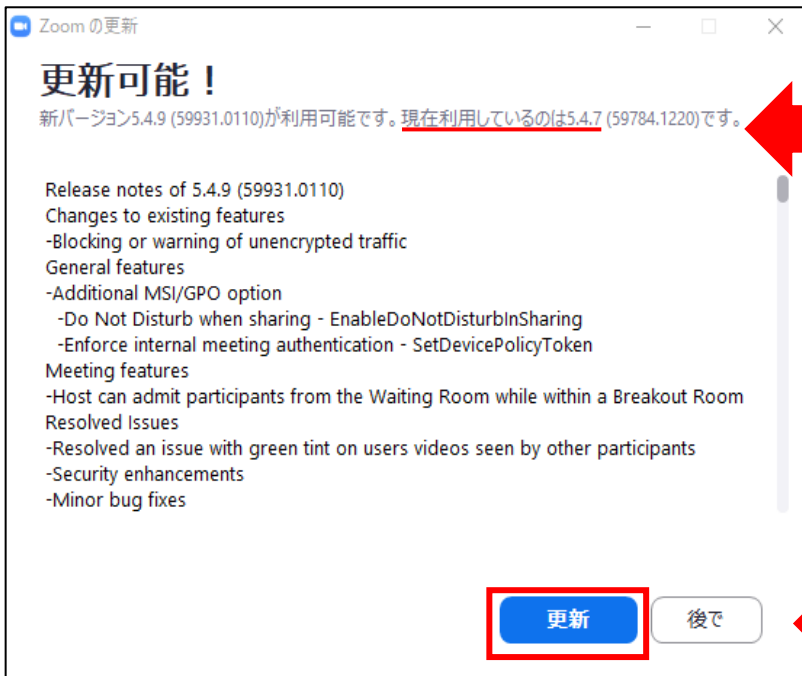 Zoom の更新
更新可能！
新バージョン5.4.9 (59931.0110)が利用可能です。現在利用しているのは5.4.7 (59784.1220)です。
Release notes of 5.4.9 (59931.0110)
Changes to existing features
-Blocking or warning of unencrypted traffic
General features
-Additional MSI/GPO option
-Do Not Disturb when sharing - EnableDoNotDisturbInSharing
-Enforce internal meeting authentication - SetDevicePolicyToken
Meeting features
-Host can admit participants from the Waiting Room while within a Breakout Room
Resolved Issues
-Resolved an issue with green tint on users videos seen by other participants
-Security enhancements
-Minor bug fixes
更新
後で